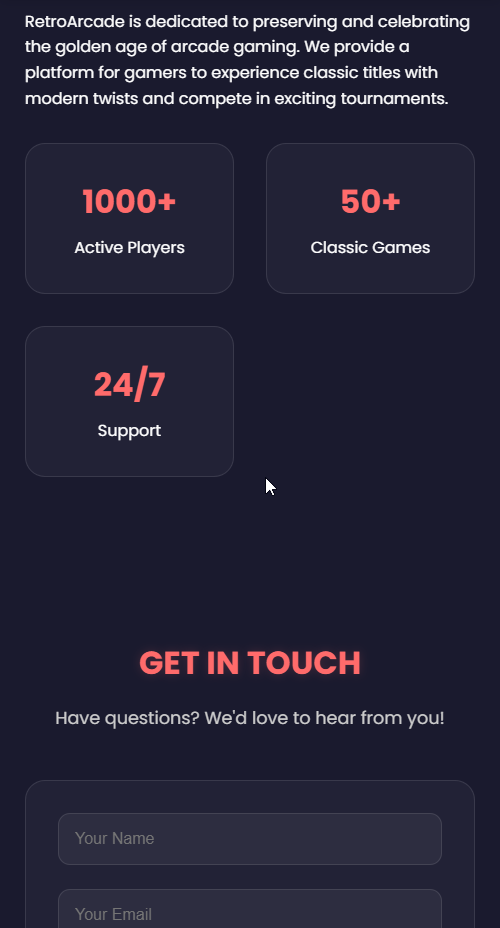 RetroArcade is dedicated to preserving and celebrating
the golden age of arcade gaming. We provide a
platform for gamers to experience classic titles with
modern twists and compete in exciting tournaments.
1000+
Active Players
50+
Classic Games
24/7
Support
GET IN TOUCH
Have questions? We'd love to hear from you!
Your Name
Your Email